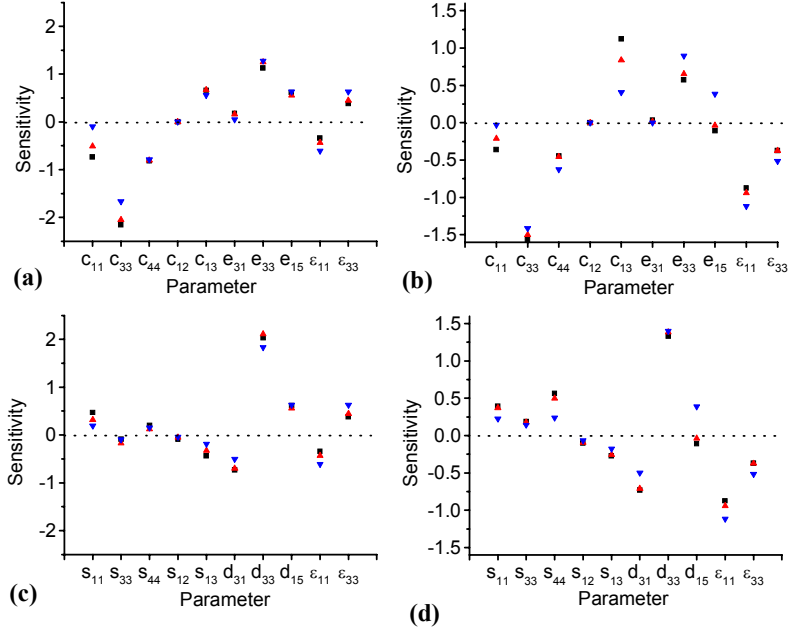 2
1
0
-1
-2
Sensitivity
c₁₁ c₃₃ c₄₄ c₁₂ c₁₃ e₃₁ e₃₃ e₁₅ ε₁₁ ε₃₃
Parameter
(a)
1.5
1.0
0.5
0.0
-0.5
-1.0
-1.5
Sensitivity
c₁₁ c₃₃ c₄₄ c₁₂ c₁₃ e₃₁ e₃₃ e₁₅ ε₁₁ ε₃₃
Parameter
(b)
2
1
0
-1
-2
Sensitivity
s₁₁ s₃₃ s₄₄ s₁₂ s₁₃ d₃₁ d₃₃ d₁₅ ε₁₁ ε₃₃
Parameter
(c)
1.5
1.0
0.5
0.0
-0.5
-1.0
-1.5
Sensitivity
s₁₁ s₃₃ s₄₄ s₁₂ s₁₃ d₃₁ d₃₃ d₁₅ ε₁₁ ε₃₃
Parameter
(d)